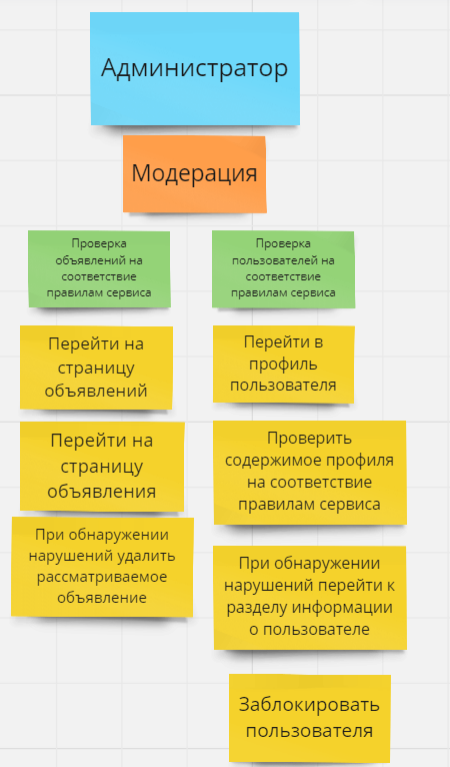 Администратор
Модерация
Проверка
объявлений на
соответствие
правилам сервиса
Проверка
пользователей на
соответствие
правилам сервиса
Перейти на
страницу
объявлений
Перейти в
профиль
пользователя
Перейти на
страницу
объявления
Проверить
содержимое профиля
на соответствие
правилам сервиса
При обнаружении
нарушений удалить
рассматриваемое
объявление
При обнаружении
нарушений перейти к
разделу информации
о пользователе
Заблокировать
пользователя